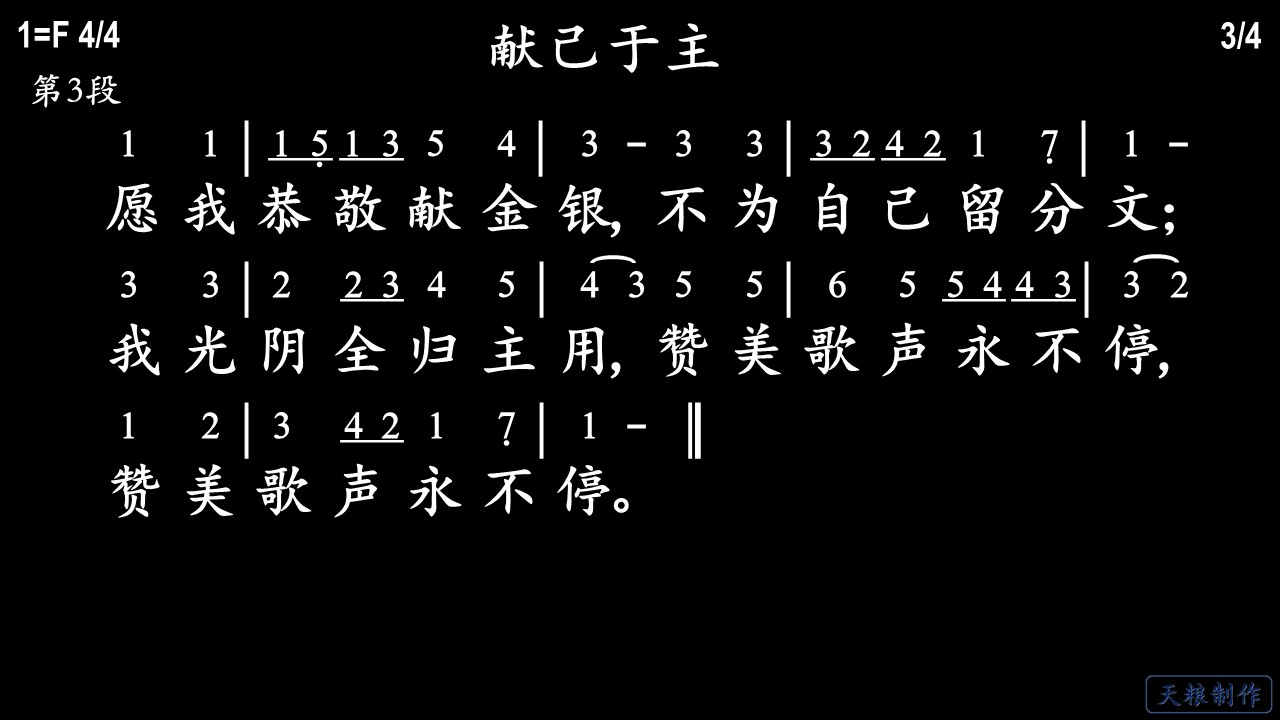 1=F 4/4
献己于主
3/4
第3段
1 1 | 1 5̣ 1 3 5 4 | 3 - 3 3 | 3 2 4 2 1 7̣ | 1 -
愿我恭敬献金银,不为自己留分文;
3 3 | 2 2 3 4 5 | 4 3 5 5 | 6 5 5 4 4 3 | 3 2
我光阴全归主用,赞美歌声永不停,
1 2 | 3 4 2 1 7̣ | 1 - ‖
赞美歌声永不停。
天粮制作